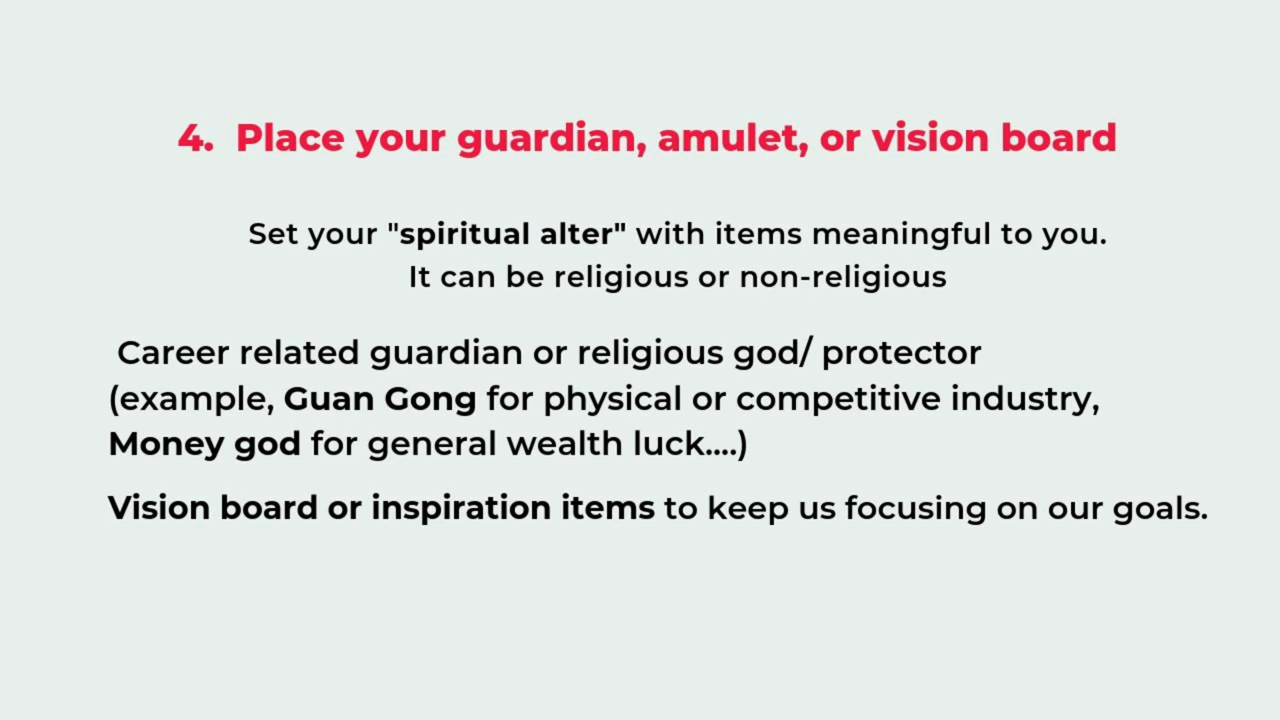 4. Place your guardian, amulet, or vision board
Set your "spiritual alter" with items meaningful to you.
It can be religious or non-religious
Career related guardian or religious god/ protector
(example, Guan Gong for physical or competitive industry,
Money god for general wealth luck....)
Vision board or inspiration items to keep us focusing on our goals.